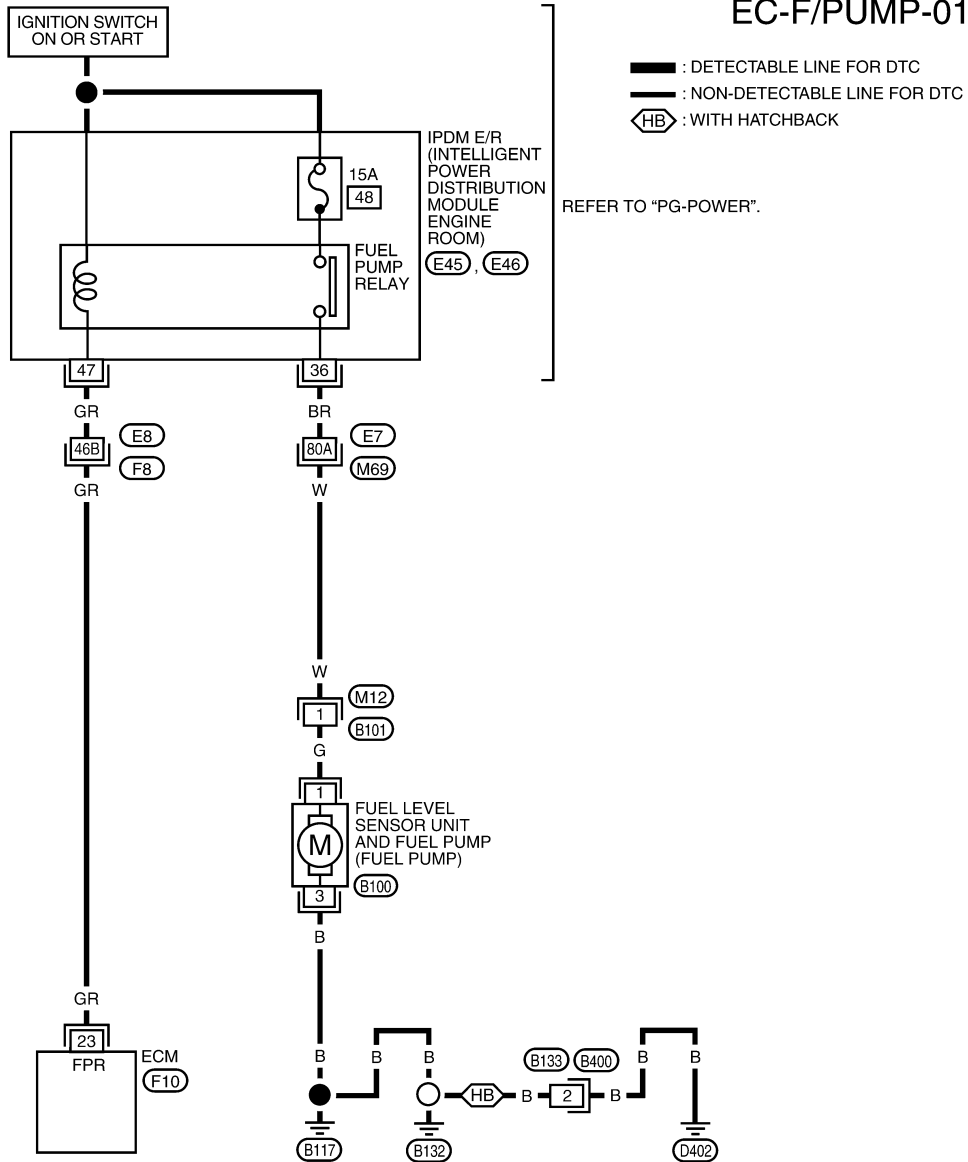 EC-F/PUMP-01
IGNITION SWITCH
ON OR START
: DETECTABLE LINE FOR DTC
: NON-DETECTABLE LINE FOR DTC
HB : WITH HATCHBACK
IPDM E/R
(INTELLIGENT
POWER
DISTRIBUTION
MODULE
ENGINE
ROOM)
E45 , E46
REFER TO “PG-POWER”.
15A
48
FUEL
PUMP
RELAY
47
36
GR
BR
46B
E8
F8
80A
E7
M69
GR
W
W
1
M12
B101
G
1
FUEL LEVEL
SENSOR UNIT
AND FUEL PUMP
(FUEL PUMP)
M
B100
3
B
GR
23
FPR
ECM
F10
B
B
B
B133
B400
B
B
HB
B
2
B
B117
B132
D402